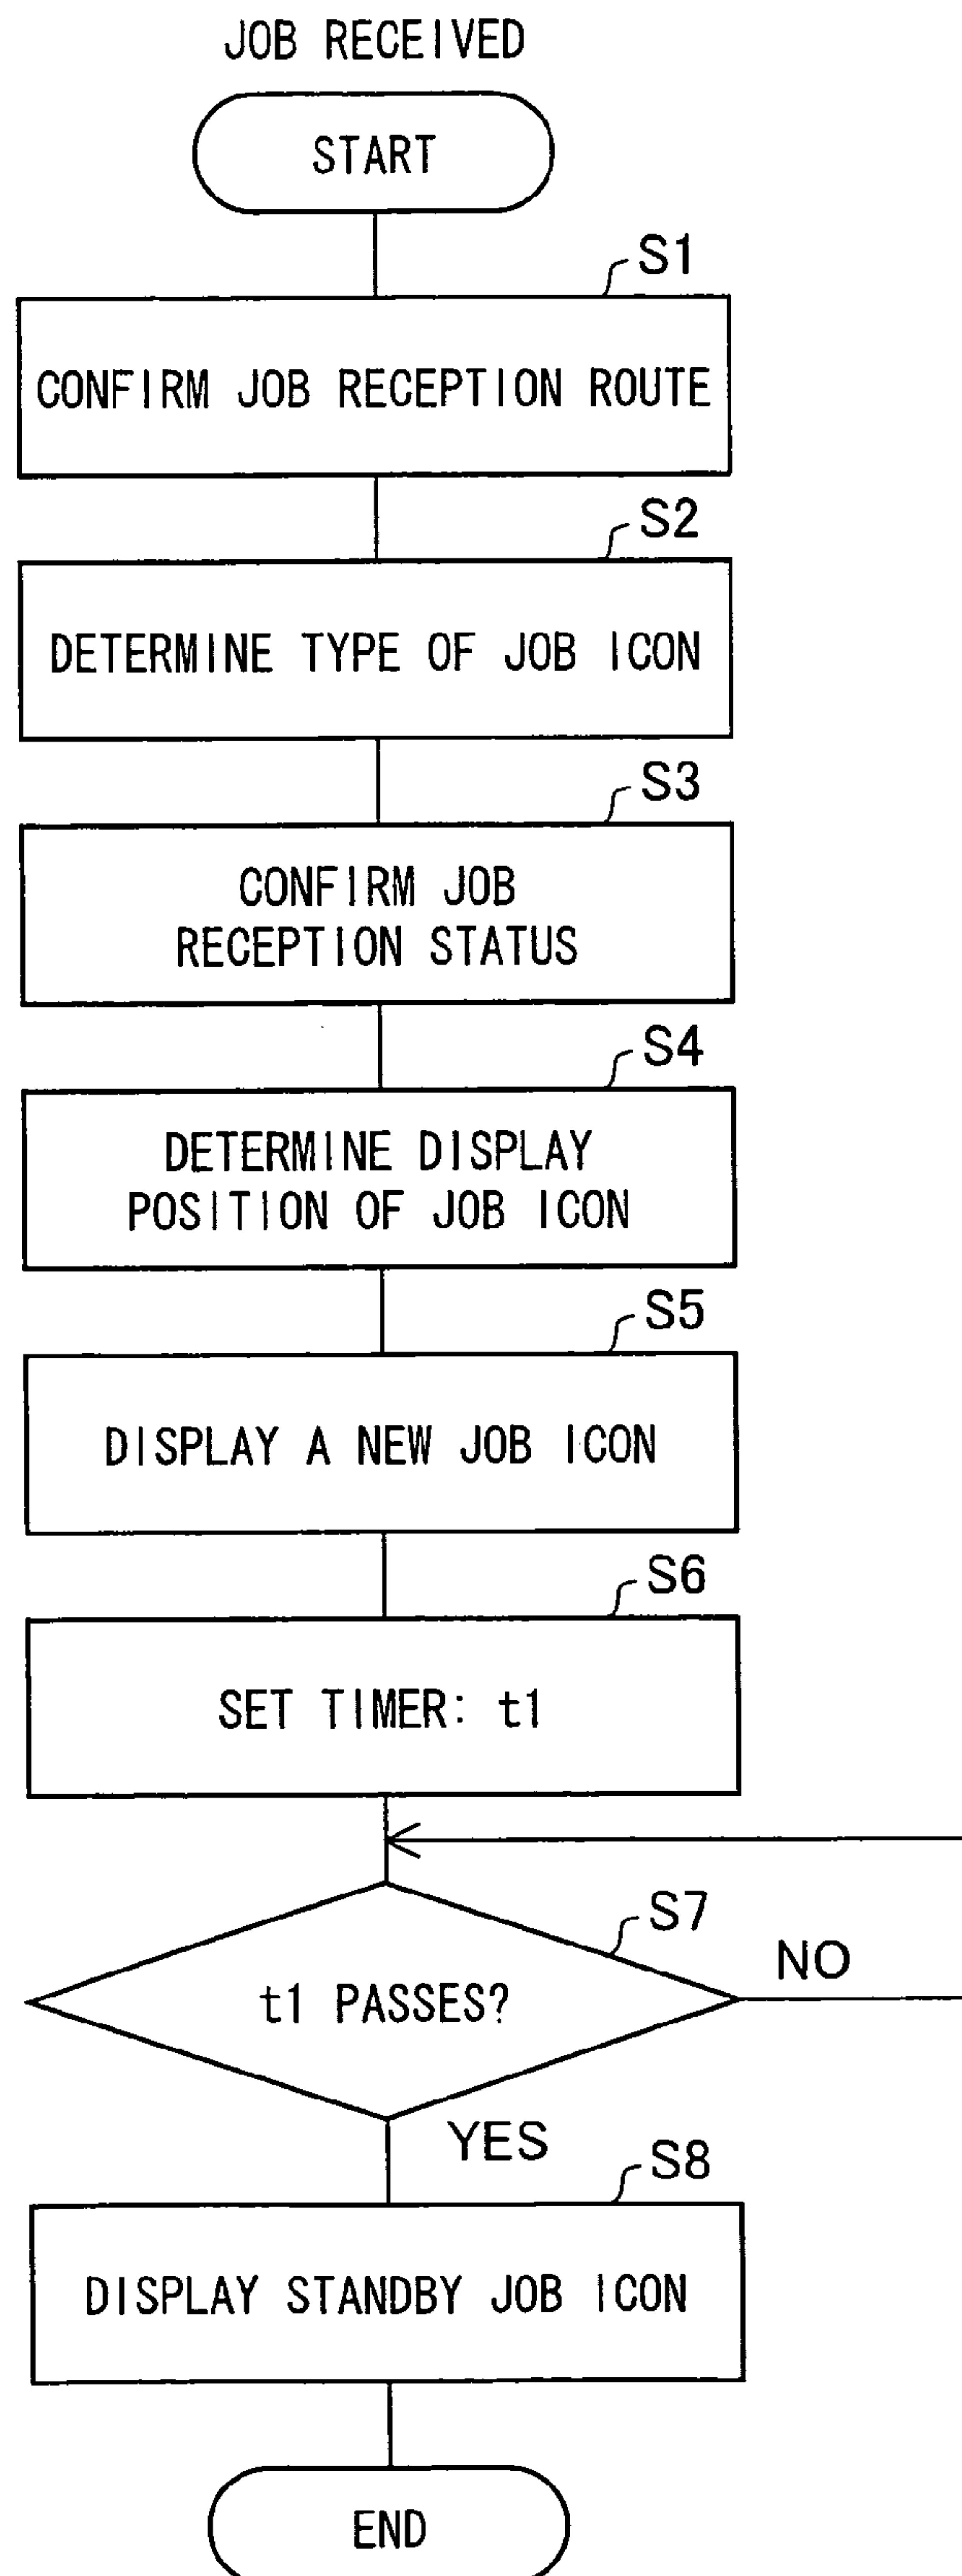 JOB RECEIVED
START
S1
CONFIRM JOB RECEPTION ROUTE
S2
DETERMINE TYPE OF JOB ICON
S3
CONFIRM JOB
RECEPTION STATUS
S4
DETERMINE DISPLAY
POSITION OF JOB ICON
S5
DISPLAY A NEW JOB ICON
S6
SET TIMER: t1
S7
NO
t1 PASSES?
YES
S8
DISPLAY STANDBY JOB ICON
END